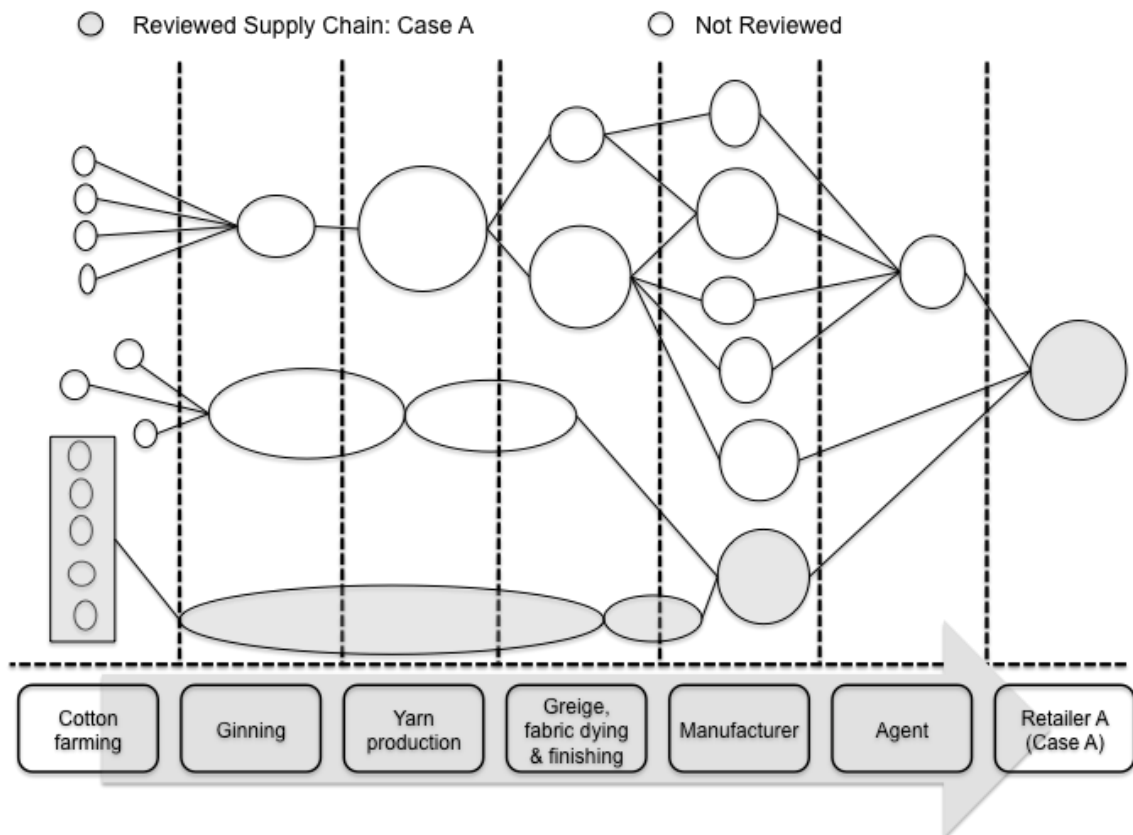 Reviewed Supply Chain: Case A
Not Reviewed
Cotton
farming
Ginning
Yarn
production
Greige,
fabric dying
& finishing
Manufacturer
Agent
Retailer A
(Case A)